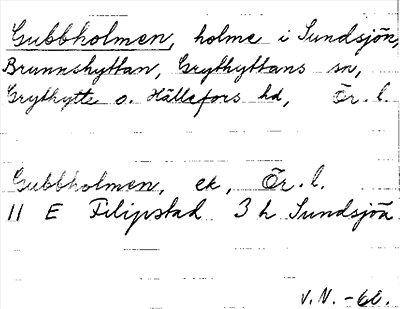 Gubbholmen, holme i Sundsjön,
Brunnshyttan, Grythyttans sn,
Grythytte o. Hällefors hd, Ör. l.
Gubbholmen, ek, Ör. l.
11 E Filipstad 3 h Sundsjön
V. N. -60.